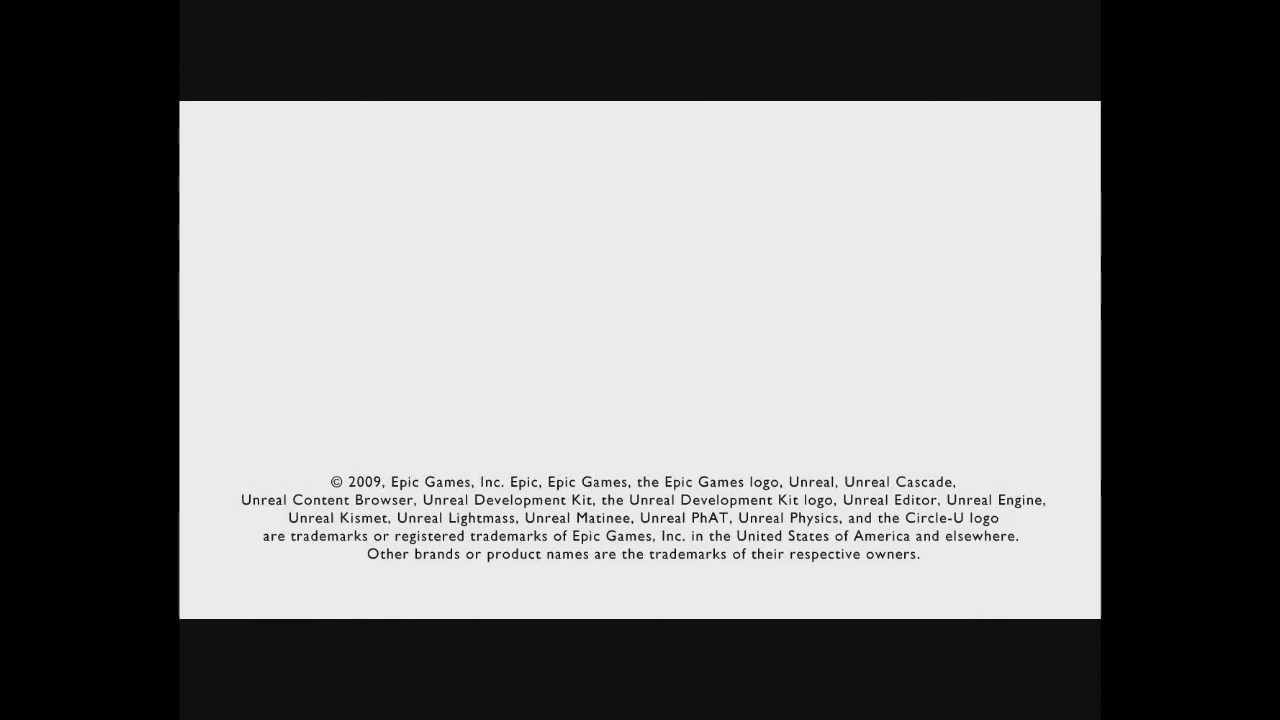 © 2009, Epic Games, Inc. Epic, Epic Games, the Epic Games logo, Unreal, Unreal Cascade,
Unreal Content Browser, Unreal Development Kit, the Unreal Development Kit logo, Unreal Editor, Unreal Engine,
Unreal Kismet, Unreal Lightmass, Unreal Matinee, Unreal PhAT, Unreal Physics, and the Circle-U logo
are trademarks or registered trademarks of Epic Games, Inc. in the United States of America and elsewhere.
Other brands or product names are the trademarks of their respective owners.